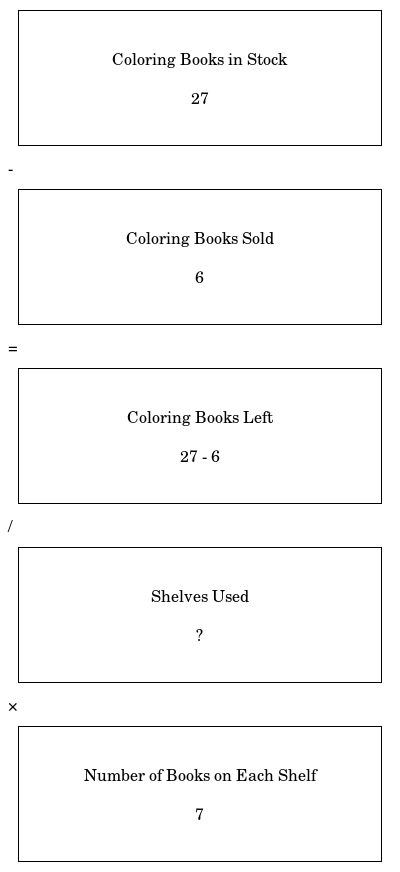 Coloring Books in Stock
27
-
Coloring Books Sold
6
=
Coloring Books Left
27 - 6
/
Shelves Used
?
×
Number of Books on Each Shelf
7